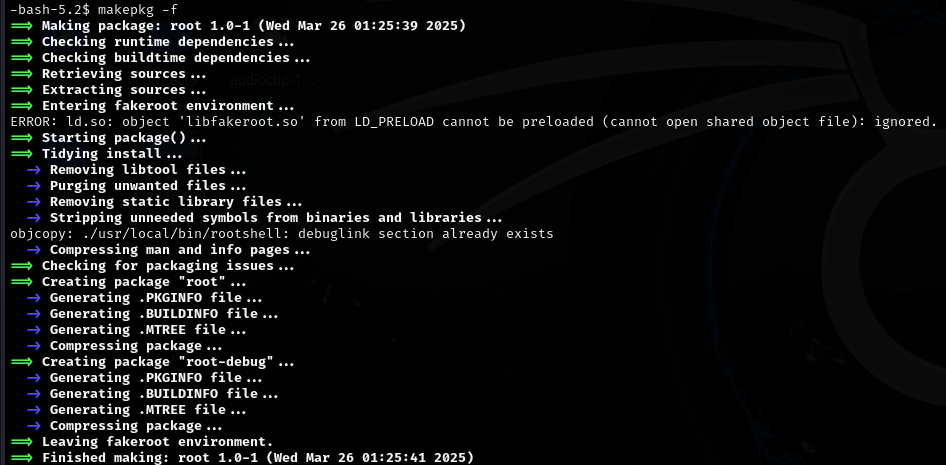 -bash-5.2$ makepkg -f
==> Making package: root 1.0-1 (Wed Mar 26 01:25:39 2025)
==> Checking runtime dependencies...
==> Checking buildtime dependencies...
==> Retrieving sources...
==> Extracting sources...
==> Entering fakeroot environment...
ERROR: ld.so: object 'libfakeroot.so' from LD_PRELOAD cannot be preloaded (cannot open shared object file): ignored.
==> Starting package()...
==> Tidying install...
-> Removing libtool files...
-> Purging unwanted files...
-> Removing static library files...
-> Stripping unneeded symbols from binaries and libraries...
objcopy: ./usr/local/bin/rootshell: debuglink section already exists
-> Compressing man and info pages...
==> Checking for packaging issues...
==> Creating package "root"...
-> Generating .PKGINFO file...
-> Generating .BUILDINFO file...
-> Generating .MTREE file...
-> Compressing package...
==> Creating package "root-debug"...
-> Generating .PKGINFO file...
-> Generating .BUILDINFO file...
-> Generating .MTREE file...
-> Compressing package...
==> Leaving fakeroot environment.
==> Finished making: root 1.0-1 (Wed Mar 26 01:25:41 2025)